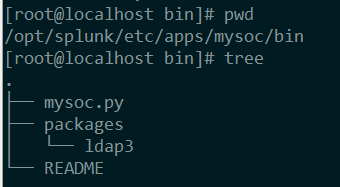 [root@localhost bin]# pwd
/opt/splunk/etc/apps/mysoc/bin
[root@localhost bin]# tree
.
├── mysoc.py
├── packages
│   └── ldap3
└── README